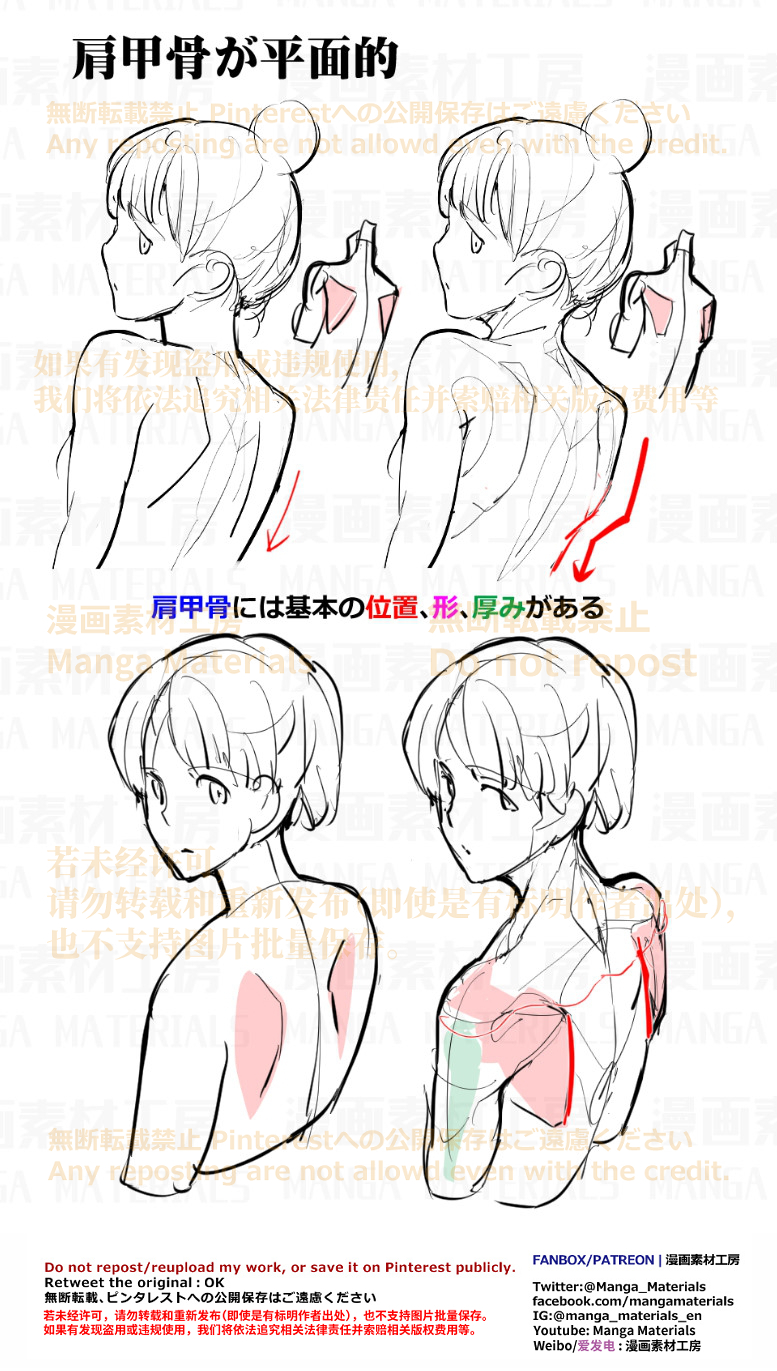 肩甲骨が平面的
無断転載禁止 Pinterestへの公開保存はご遠慮ください
Any reposting are not allowd even with the credit.
如果有发现盗用或违规使用,
我们将依法追究相关法律责任并索赔相关版权费用等
肩甲骨には基本の位置、形、厚みがある
漫画素材工房
無断転載禁止
Manga Materials
Do not repost
若未经许可,
请勿转载和重新发布(即使是有标明作者出处),
也不支持图片批量保存。
無断転載禁止 Pinterestへの公開保存はご遠慮ください
Any reposting are not allowd even with the credit.
Do not repost/reupload my work, or save it on Pinterest publicly.
Retweet the original : OK
無断転載、ピンタレストへの公開保存はご遠慮ください
若未经许可，请勿转载和重新发布(即使是有标明作者出处)，也不支持图片批量保存。
如果有发现盗用或违规使用，我们将依法追究相关法律责任并索赔相关版权费用等。
FANBOX/PATREON | 漫画素材工房
Twitter:@Manga_Materials
facebook.com/mangamaterials
IG:@manga_materials_en
Youtube: Manga Materials
Weibo/爱发电 : 漫画素材工房